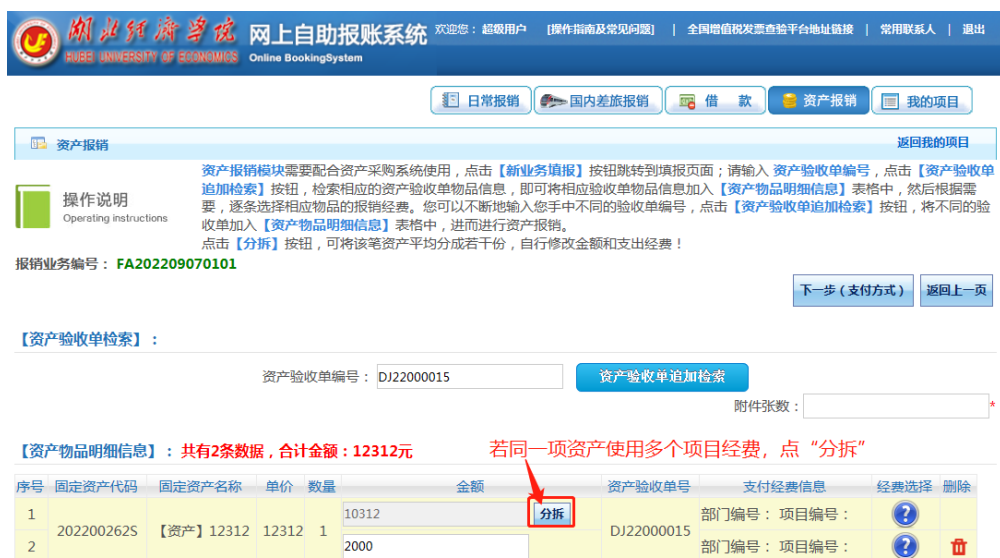 湖北经济学院
HUBEI UNIVERSITY OF ECONOMICS
网上自助报账系统
Online BookingSystem
欢迎您： 超级用户 [操作指南及常见问题] | 全国增值税发票查验平台地址链接 | 常用联系人 | 退出
日常报销 国内差旅报销 借 款 资产报销 我的项目
资产报销 返回我的项目
操作说明
Operating instructions
资产报销模块需要配合资产采购系统使用，点击【新业务填报】按钮跳转到填报页面；请输入 资产验收单编号，点击【资产验收单
追加检索】按钮，检索相应的资产验收单物品信息，即可将相应验收单物品信息加入【资产物品明细信息】表格中，然后根据需
要，逐条选择相应物品的报销经费。您可以不断地输入您手中不同的验收单编号，点击【资产验收单追加检索】按钮，将不同的验
收单加入【资产物品明细信息】表格中，进而进行资产报销。
点击【分拆】按钮，可将该笔资产平均分成若干份，自行修改金额和支出经费！
报销业务编号： FA202209070101
下一步（支付方式） 返回上一页
【资产验收单检索】：
资产验收单编号： DJ22000015 资产验收单追加检索
附件张数： *
【资产物品明细信息】：共有2条数据，合计金额：12312元 若同一项资产使用多个项目经费，点“分拆”
序号 固定资产代码 固定资产名称 单价 数量 金额 资产验收单号 支付经费信息 经费选择 删除
1 202200262S 【资产】12312 12312 1 10312 分拆 DJ22000015 部门编号： 项目编号： ?
2 2000 部门编号： 项目编号： ?